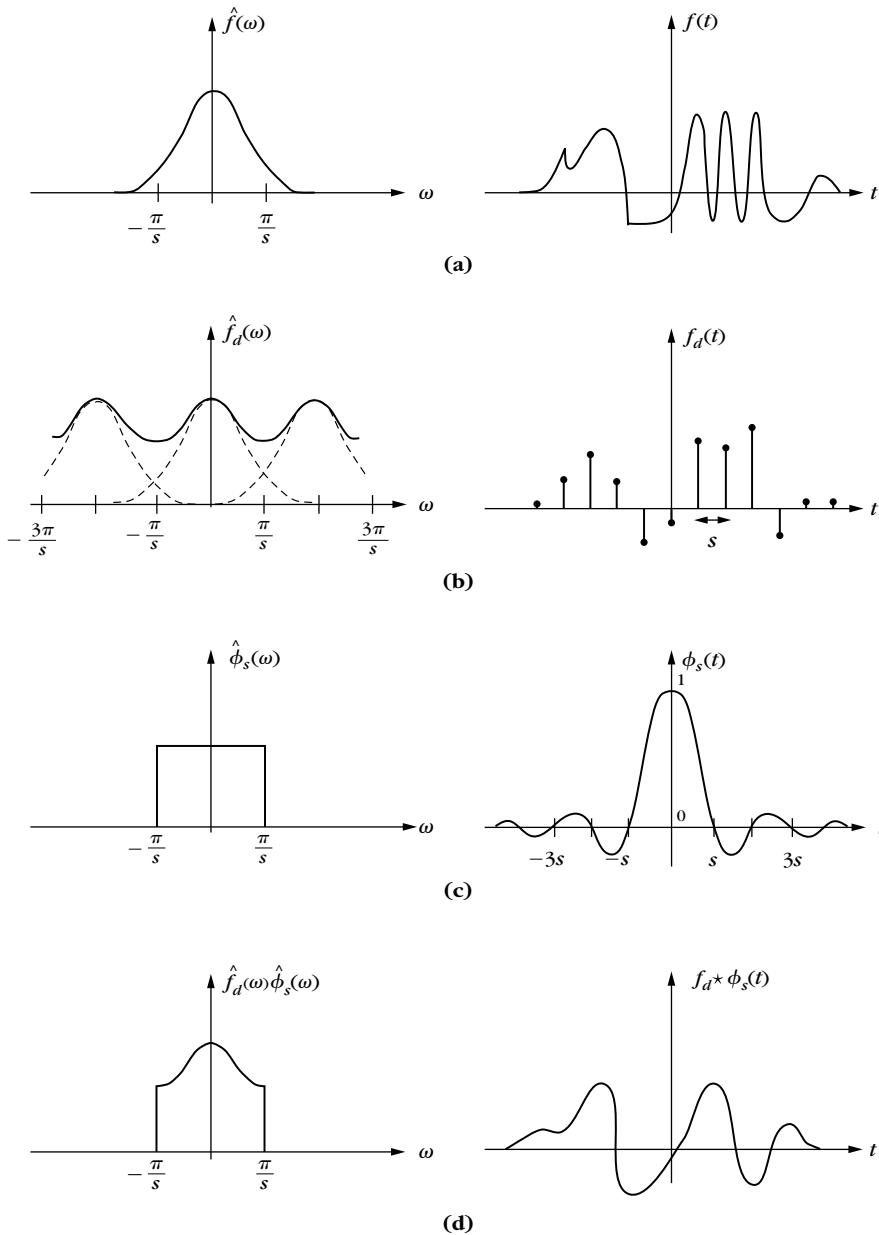 f̂(ω)
f(t)
ω
t
−π/s
π/s
(a)
f̂_d(ω)
f_d(t)
ω
t
−3π/s
−π/s
π/s
3π/s
s
(b)
φ̂_s(ω)
φ_s(t)
1
0
ω
−π/s
π/s
−3s
−s
s
3s
(c)
f̂_d(ω)φ̂_s(ω)
f_d⋆φ_s(t)
ω
t
−π/s
π/s
(d)